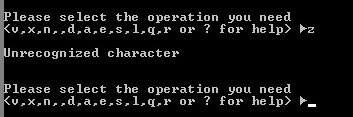 Please select the operation you need
<v,x,n,,d,a,e,s,l,q,r or ? for help> ⊳z
Unrecognized character
Please select the operation you need
<v,x,n,,d,a,e,s,l,q,r or ? for help> ⊳_